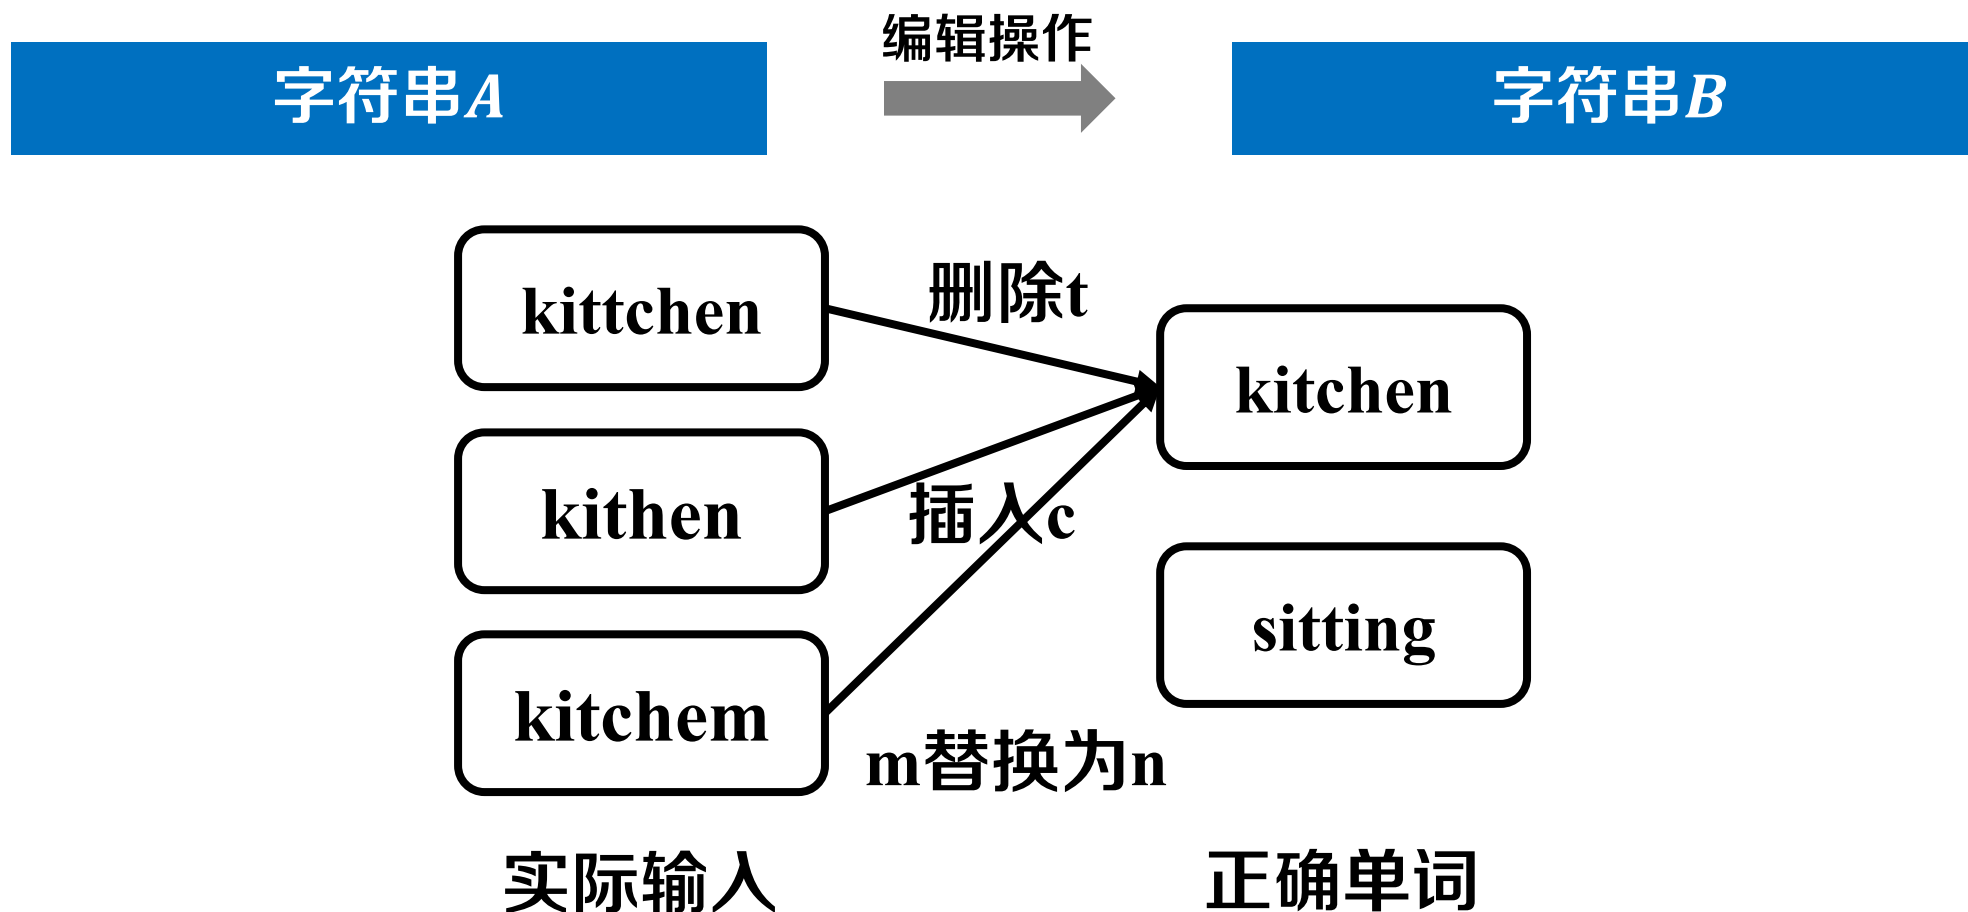 编辑操作
字符串A
字符串B
kittchen
删除t
kitchen
kithen
插入c
sitting
kitchem
m替换为n
实际输入
正确单词